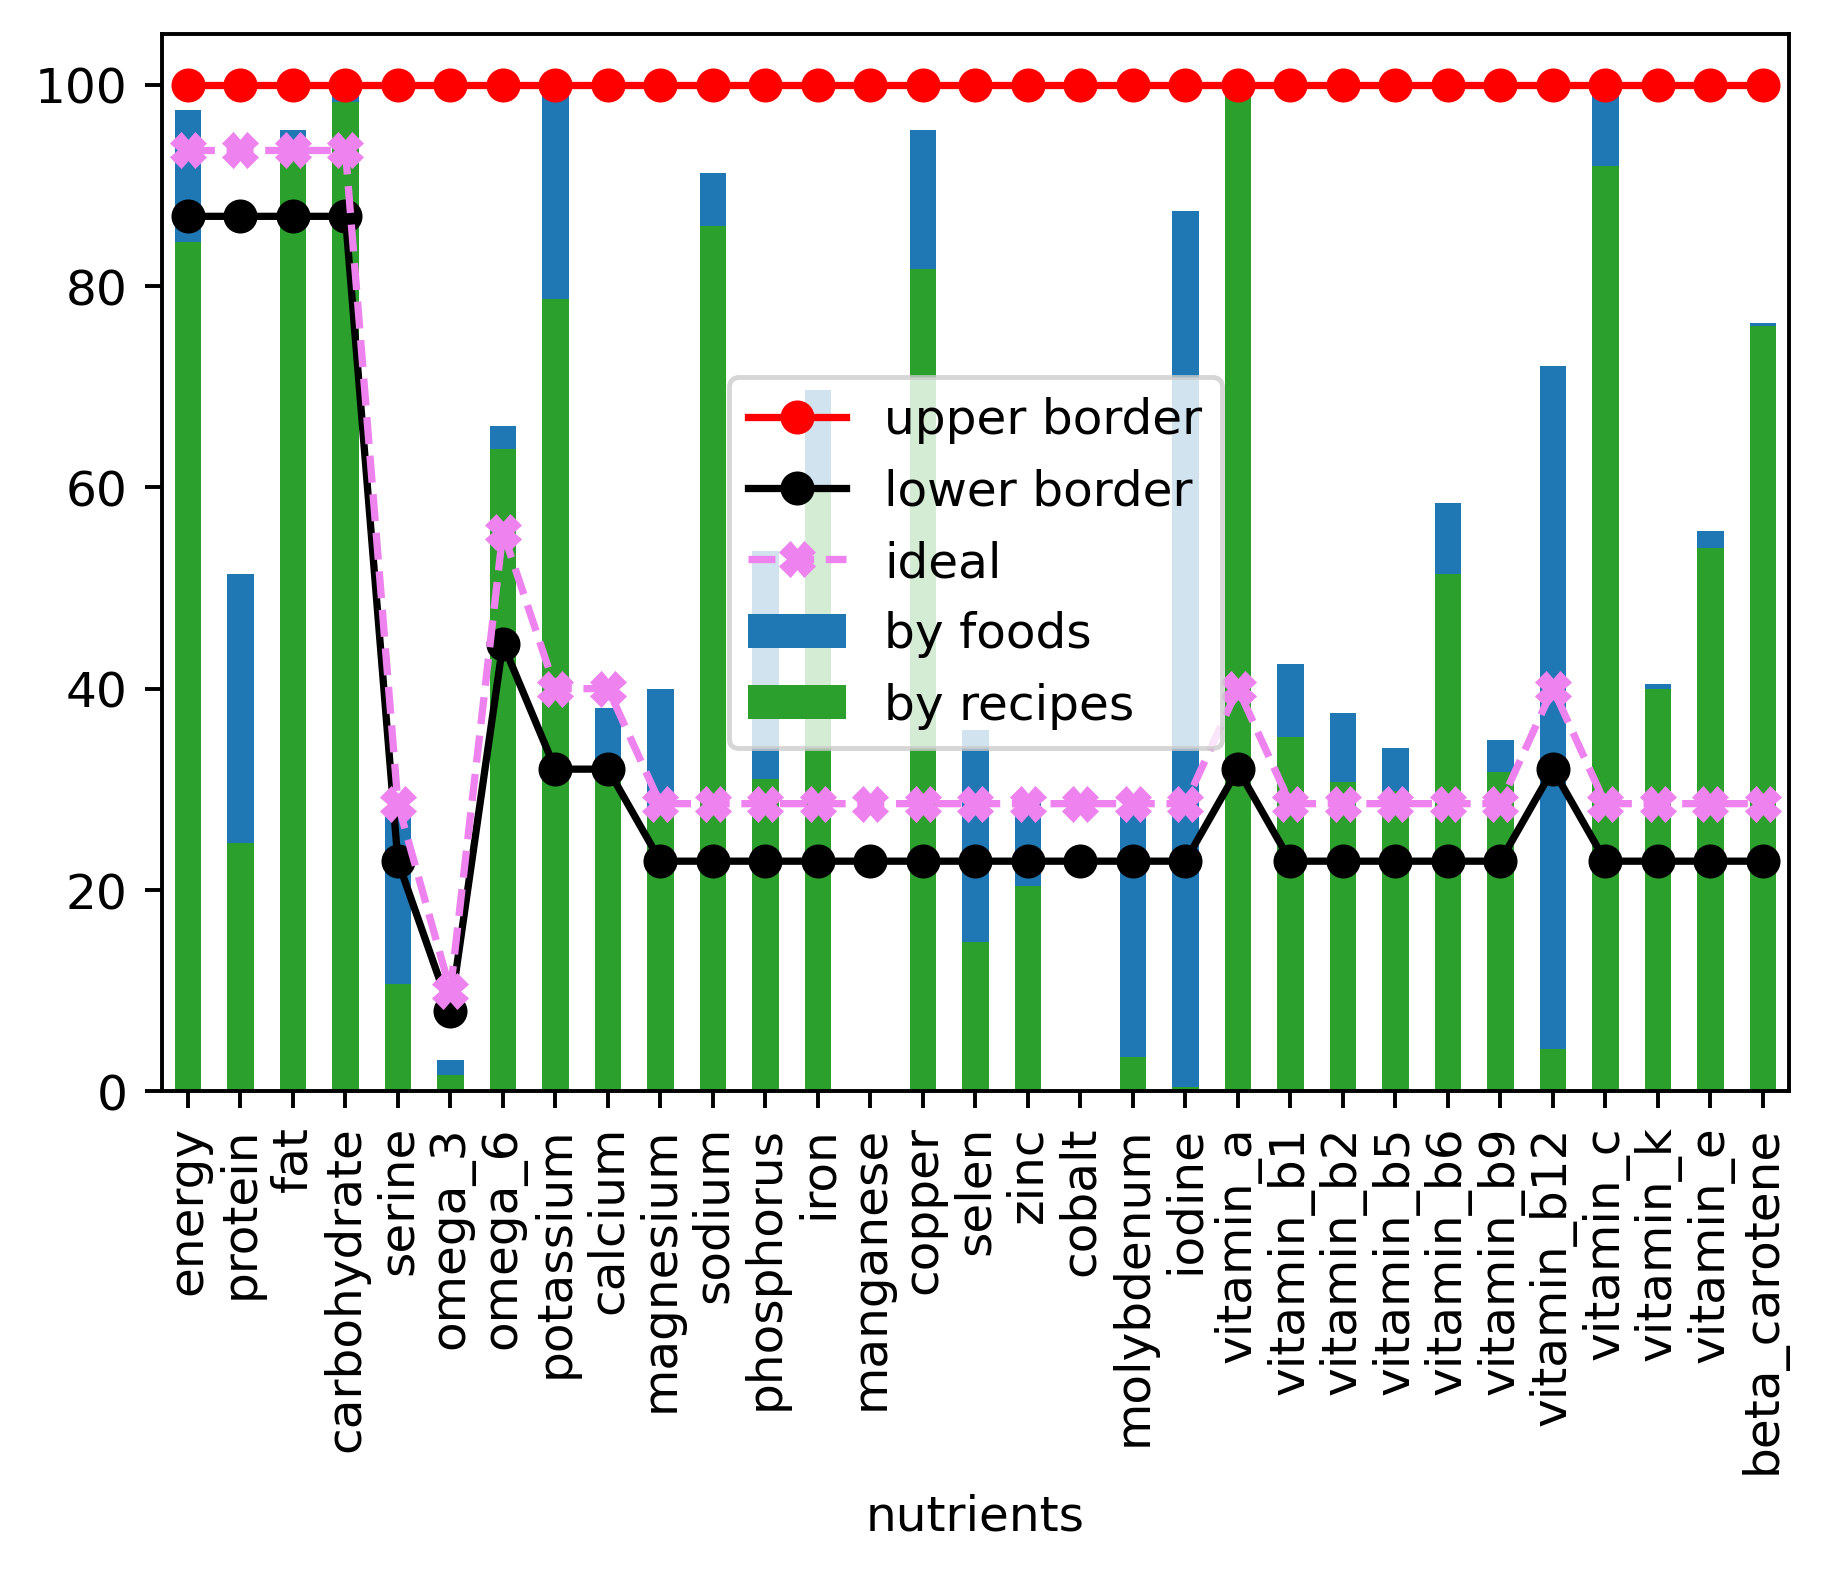 100
80
60
40
20
0
upper border
lower border
ideal
by foods
by recipes
energy
protein
fat
carbohydrate
serine
omega_3
omega_6
potassium
calcium
magnesium
sodium
phosphorus
iron
manganese
copper
selen
zinc
cobalt
molybdenum
iodine
vitamin_a
vitamin_b1
vitamin_b2
vitamin_b5
vitamin_b6
vitamin_b9
vitamin_b12
vitamin_c
vitamin_k
vitamin_e
beta_carotene
nutrients